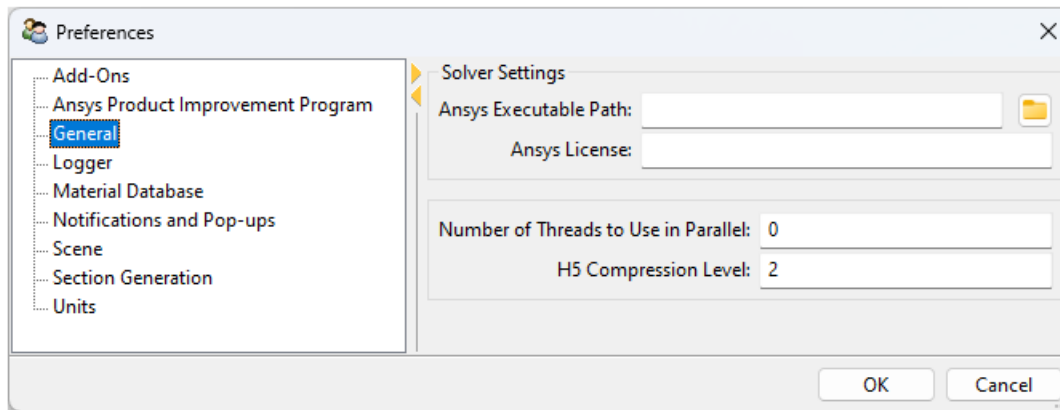 Preferences
Add-Ons
Ansys Product Improvement Program
General
Logger
Material Database
Notifications and Pop-ups
Scene
Section Generation
Units
Solver Settings
Ansys Executable Path:
Ansys License:
Number of Threads to Use in Parallel: 0
H5 Compression Level: 2
OK Cancel